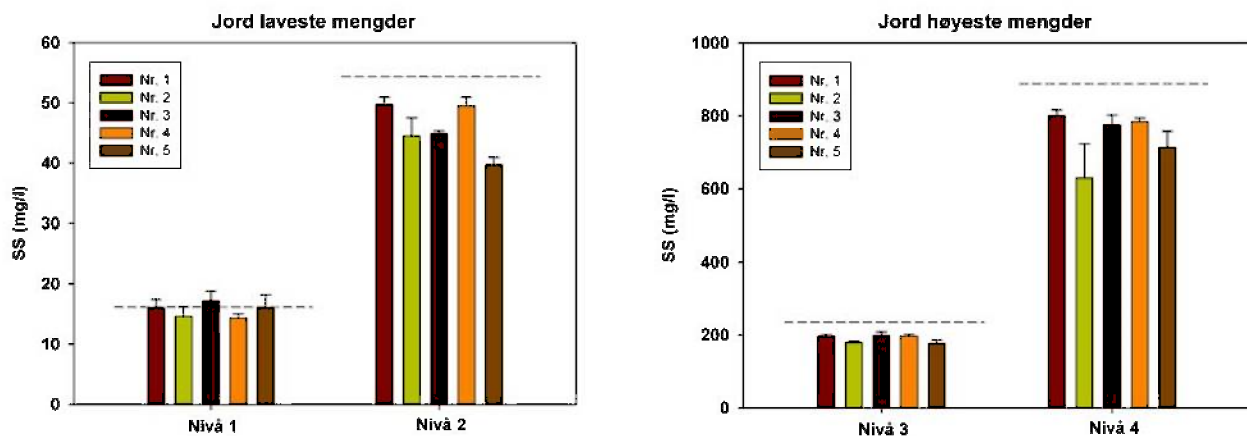 Jord laveste mengder
60
50
40
30
20
10
0
SS (mg/l)
Nr. 1
Nr. 2
Nr. 3
Nr. 4
Nr. 5
Nivå 1
Nivå 2
Jord høyeste mengder
1000
800
600
400
200
0
SS (mg/l)
Nr. 1
Nr. 2
Nr. 3
Nr. 4
Nr. 5
Nivå 3
Nivå 4